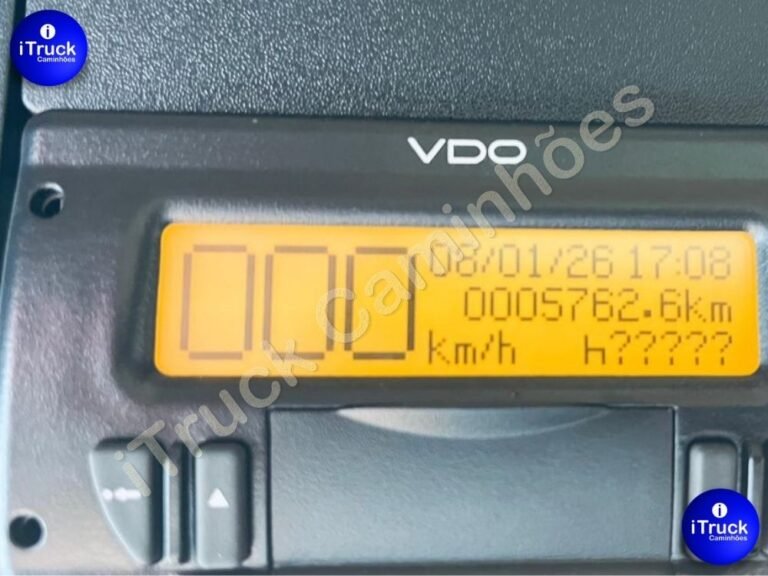 i
iTruck
Caminhões
VDO
000
08/01/26 17:08
0005762.6km
km/h h?????
iTruck Caminhões
i
iTruck
Caminhões